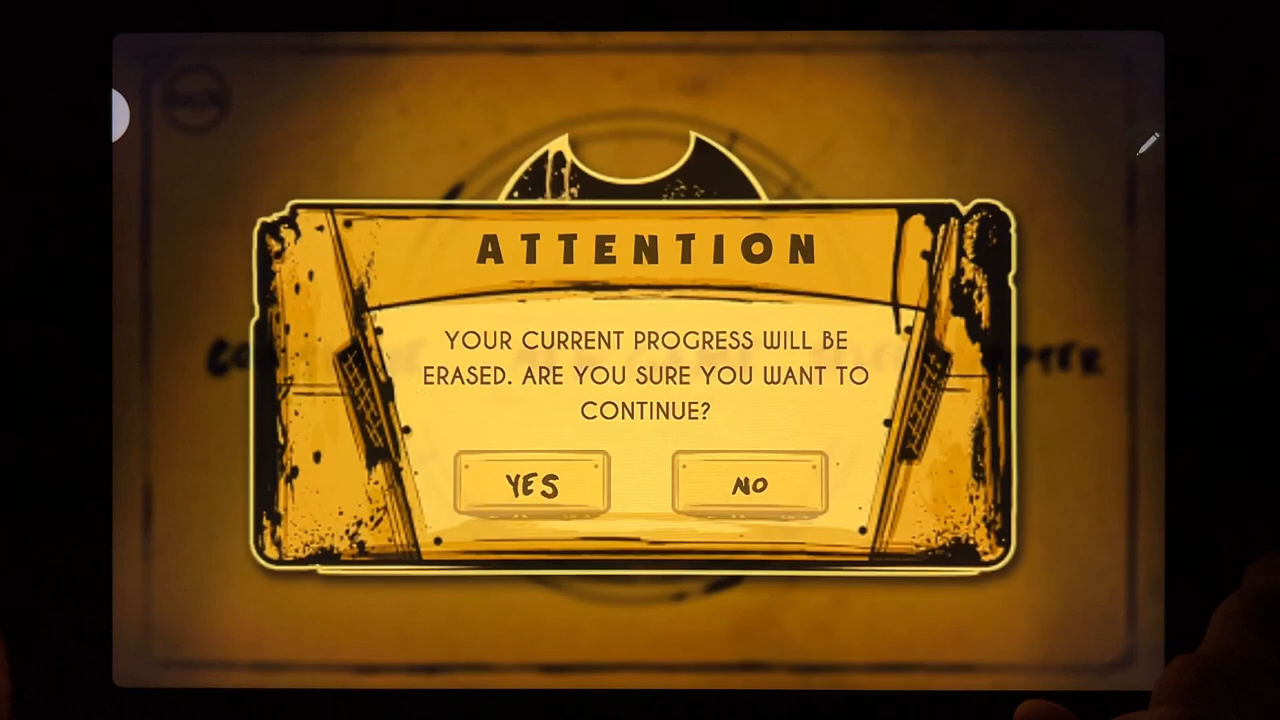 ATTENTION
YOUR CURRENT PROGRESS WILL BE
ERASED. ARE YOU SURE YOU WANT TO
CONTINUE?
YES
NO